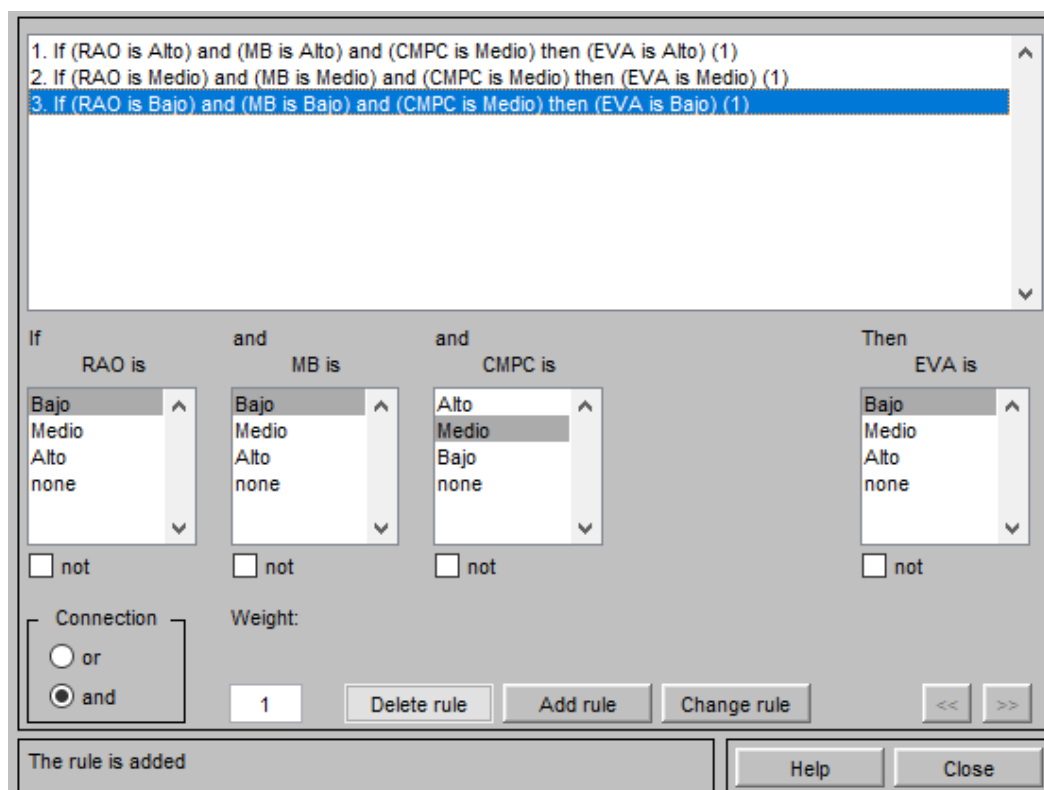 1. If (RAO is Alto) and (MB is Alto) and (CMPC is Medio) then (EVA is Alto) (1)
2. If (RAO is Medio) and (MB is Medio) and (CMPC is Medio) then (EVA is Medio) (1)
3. If (RAO is Bajo) and (MB is Bajo) and (CMPC is Medio) then (EVA is Bajo) (1)
If and and Then
RAO is MB is CMPC is EVA is
Bajo Bajo Alto Bajo
Medio Medio Medio Medio
Alto Alto Bajo Alto
none none none none
not not not not
Connection Weight:
or
and 1 Delete rule Add rule Change rule << >>
The rule is added Help Close